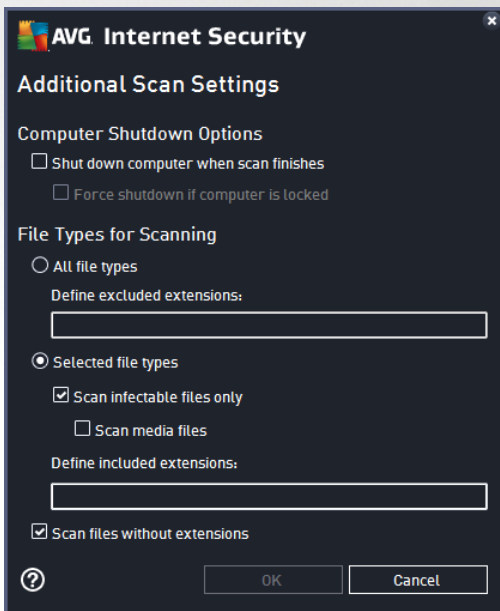 AVG. Internet Security
Additional Scan Settings
Computer Shutdown Options
Shut down computer when scan finishes
Force shutdown if computer is locked
File Types for Scanning
All file types
Define excluded extensions:
Selected file types
Scan infectable files only
Scan media files
Define included extensions:
Scan files without extensions
? OK Cancel